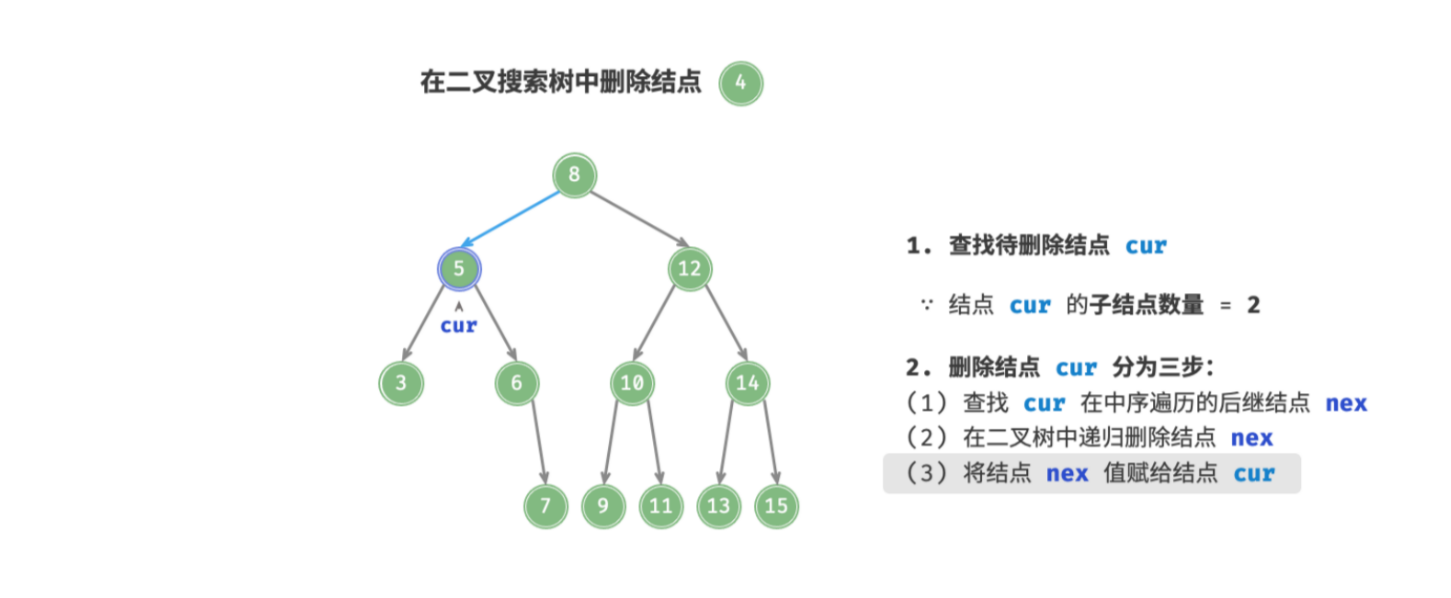 在二叉搜索树中删除结点 4
8
5
12
cur
3
6
10
14
7
9
11
13
15
1. 查找待删除结点 cur
∵ 结点 cur 的子结点数量 = 2
2. 删除结点 cur 分为三步：
(1) 查找 cur 在中序遍历的后继结点 nex
(2) 在二叉树中递归删除结点 nex
(3) 将结点 nex 值赋给结点 cur